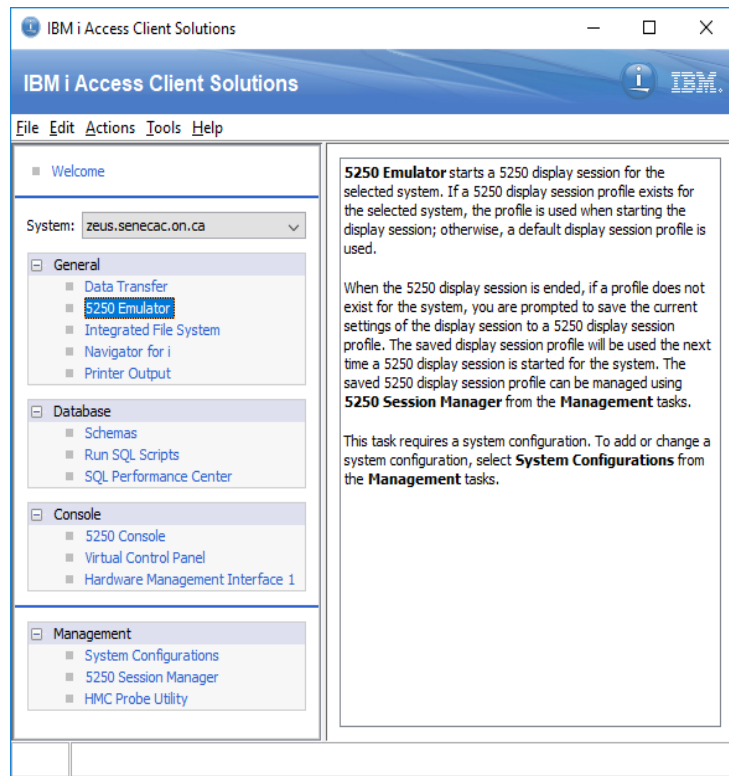 IBM i Access Client Solutions
IBM i Access Client Solutions
IBM.
File Edit Actions Tools Help
Welcome
System: zeus.senecac.on.ca
General
Data Transfer
5250 Emulator
Integrated File System
Navigator for i
Printer Output
Database
Schemas
Run SQL Scripts
SQL Performance Center
Console
5250 Console
Virtual Control Panel
Hardware Management Interface 1
Management
System Configurations
5250 Session Manager
HMC Probe Utility
5250 Emulator starts a 5250 display session for the
selected system. If a 5250 display session profile exists for
the selected system, the profile is used when starting the
display session; otherwise, a default display session profile is
used.
When the 5250 display session is ended, if a profile does not
exist for the system, you are prompted to save the current
settings of the display session to a 5250 display session
profile. The saved display session profile will be used the next
time a 5250 display session is started for the system. The
saved 5250 display session profile can be managed using
5250 Session Manager from the Management tasks.
This task requires a system configuration. To add or change a
system configuration, select System Configurations from
the Management tasks.